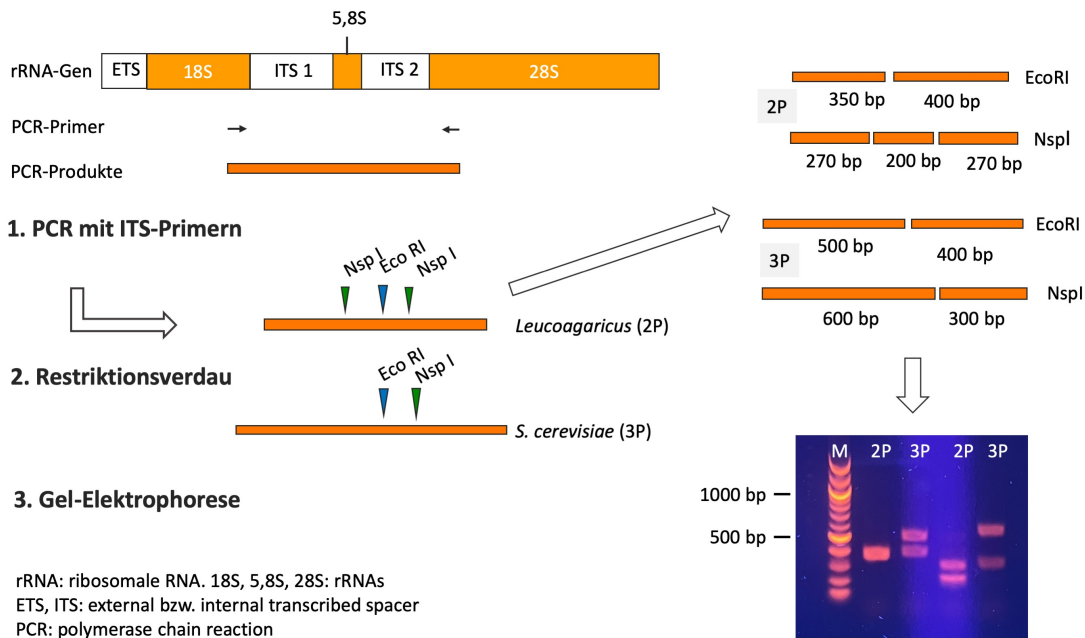 5,8S
rRNA-Gen ETS 18S ITS 1 ITS 2 28S
PCR-Primer
PCR-Produkte
1. PCR mit ITS-Primern
Nsp I Eco RI Nsp I
Leucoagaricus (2P)
2. Restriktionsverdau
Eco RI Nsp I
S. cerevisiae (3P)
3. Gel-Elektrophorese
rRNA: ribosomale RNA. 18S, 5,8S, 28S: rRNAs
ETS, ITS: external bzw. internal transcribed spacer
PCR: polymerase chain reaction
EcoRI
350 bp 400 bp
2P
NspI
270 bp 200 bp 270 bp
EcoRI
500 bp 400 bp
3P
NspI
600 bp 300 bp
M 2P 3P 2P 3P
1000 bp
500 bp